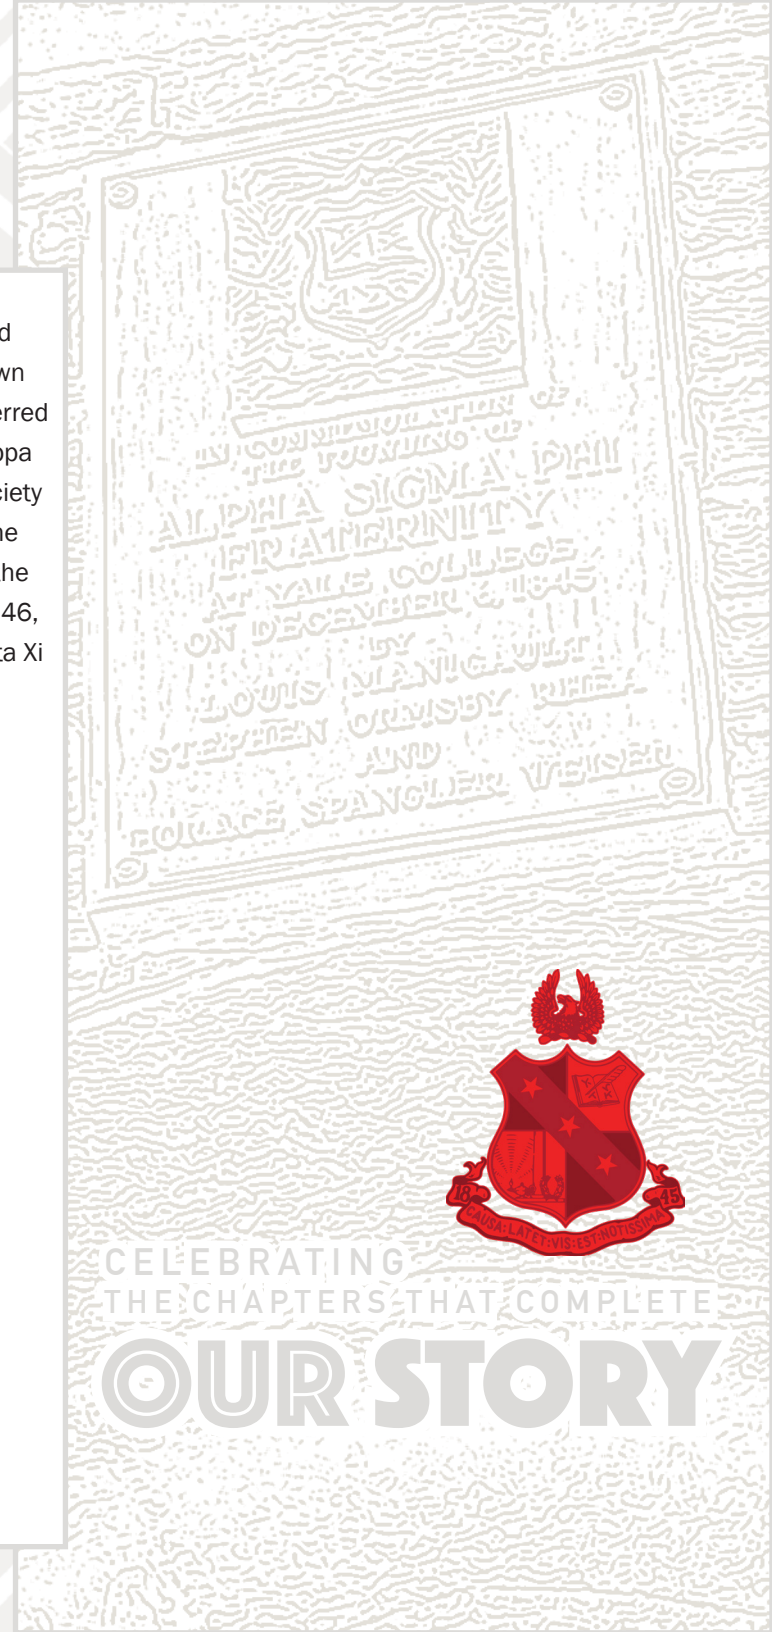 d
wn
erred
ppa
ciety
ne
the
46,
ta Xi
IN COMMEMORATION OF
THE FOUNDING OF
ALPHA SIGMA PHI
FRATERNITY
AT YALE COLLEGE
ON DECEMBER 6, 1845
BY
LOUIS MANIGAULT
STEPHEN ORMSBY RHEA
AND
HORACE SPANGLER WEISER
18 45
CAUSA:LATET:VIS:EST:NOTISSIMA
CELEBRATING
THE CHAPTERS THAT COMPLETE
OUR STORY